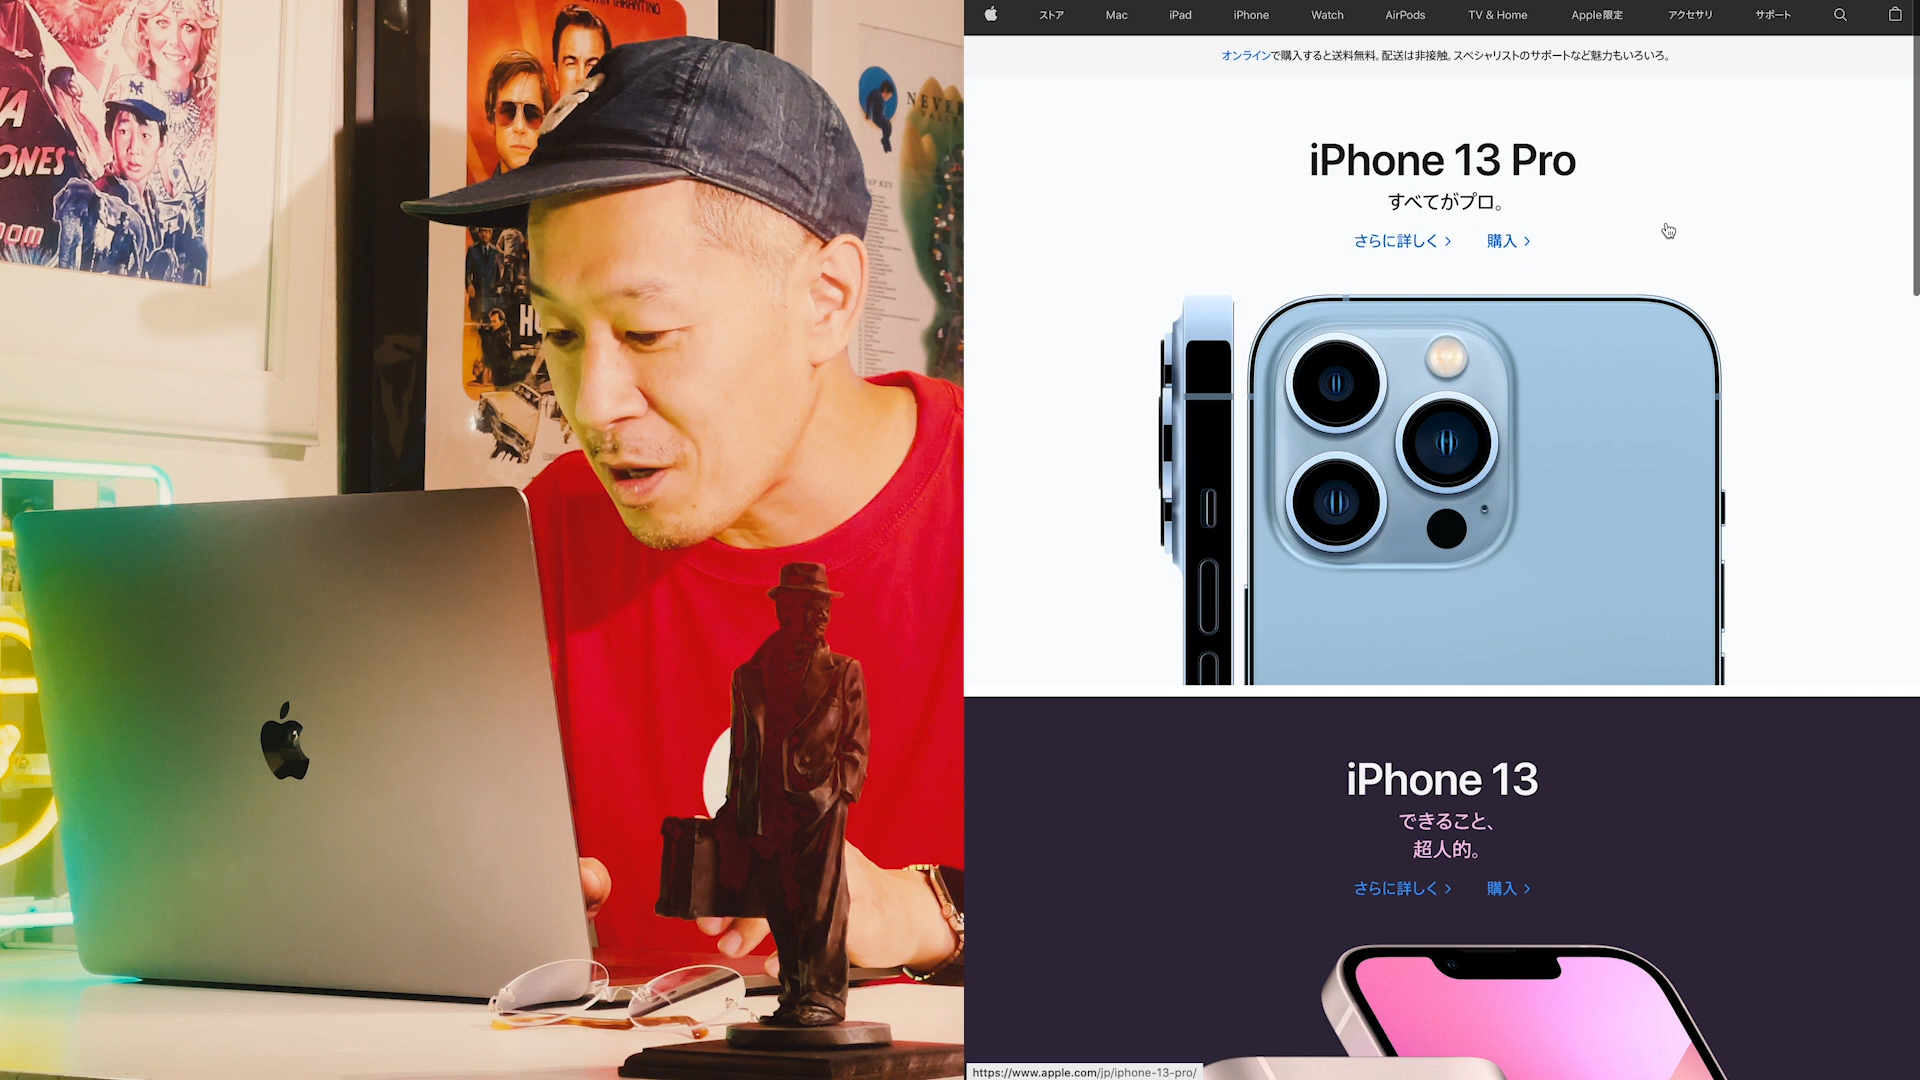 ONES
OOM
TARANTINO
NEVER
ストア
Mac
iPad
iPhone
Watch
AirPods
TV & Home
Apple限定
アクセサリ
サポート
オンラインで購入すると送料無料。配送は非接触。スペシャリストのサポートなど魅力もいろいろ。
iPhone 13 Pro
すべてがプロ。
さらに詳しく >
購入 >
iPhone 13
できること、
超人的。
さらに詳しく >
購入 >
https://www.apple.com/jp/iphone-13-pro/